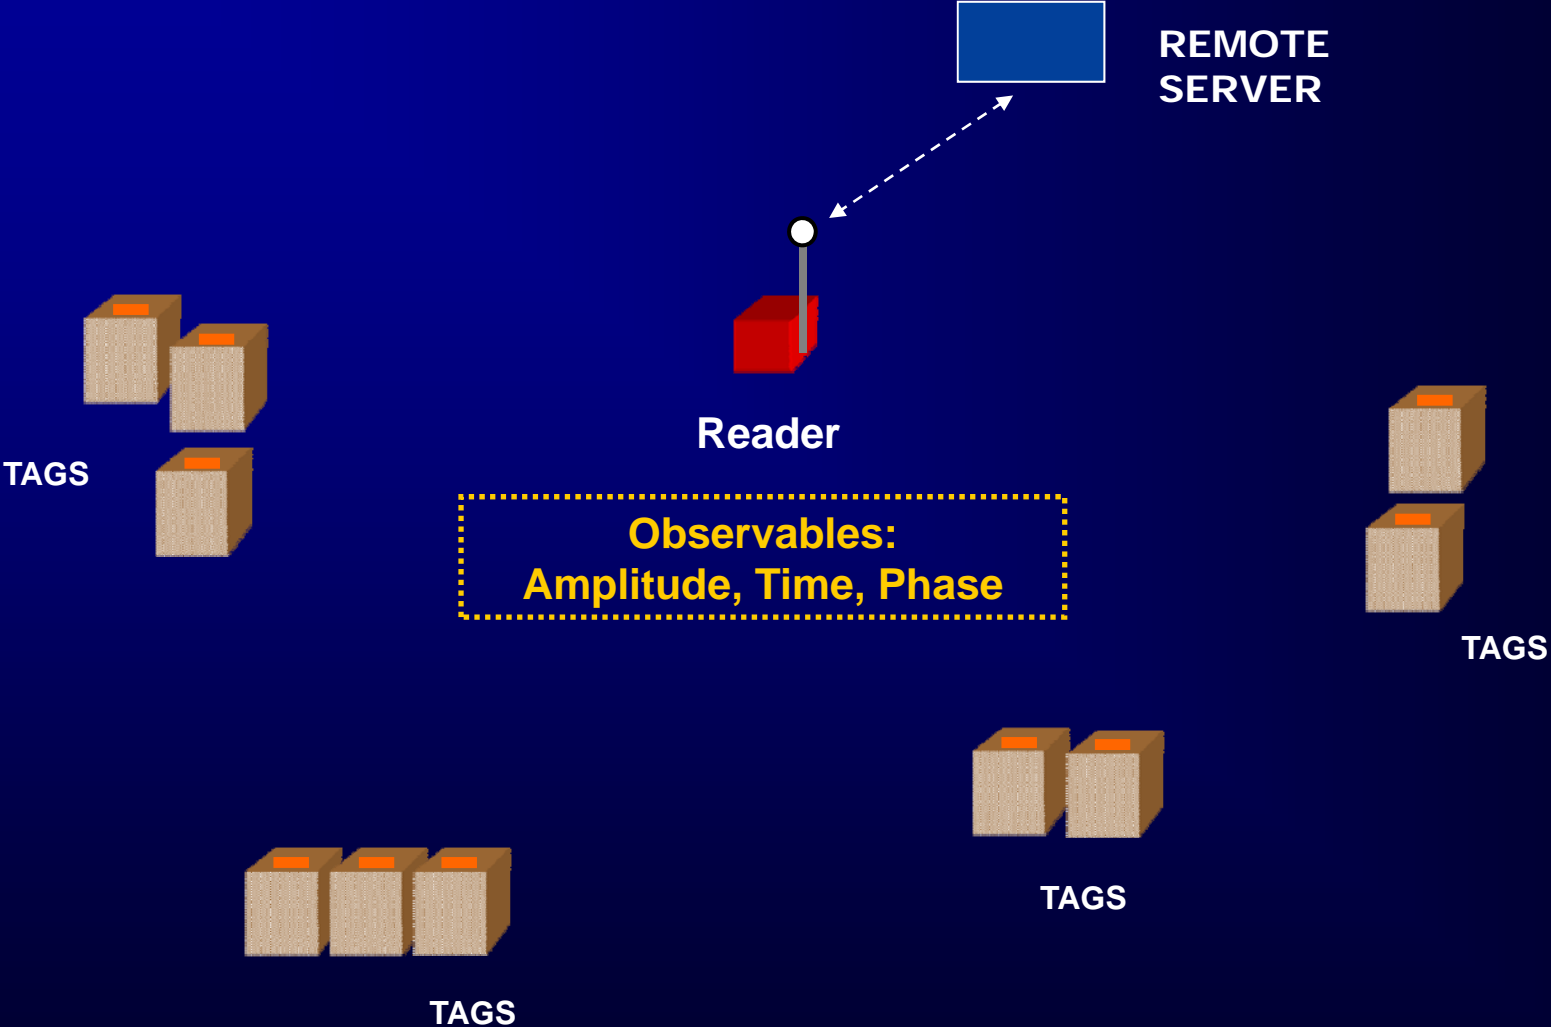 REMOTE
SERVER
Reader
TAGS
Observables:
Amplitude, Time, Phase
TAGS
TAGS
TAGS